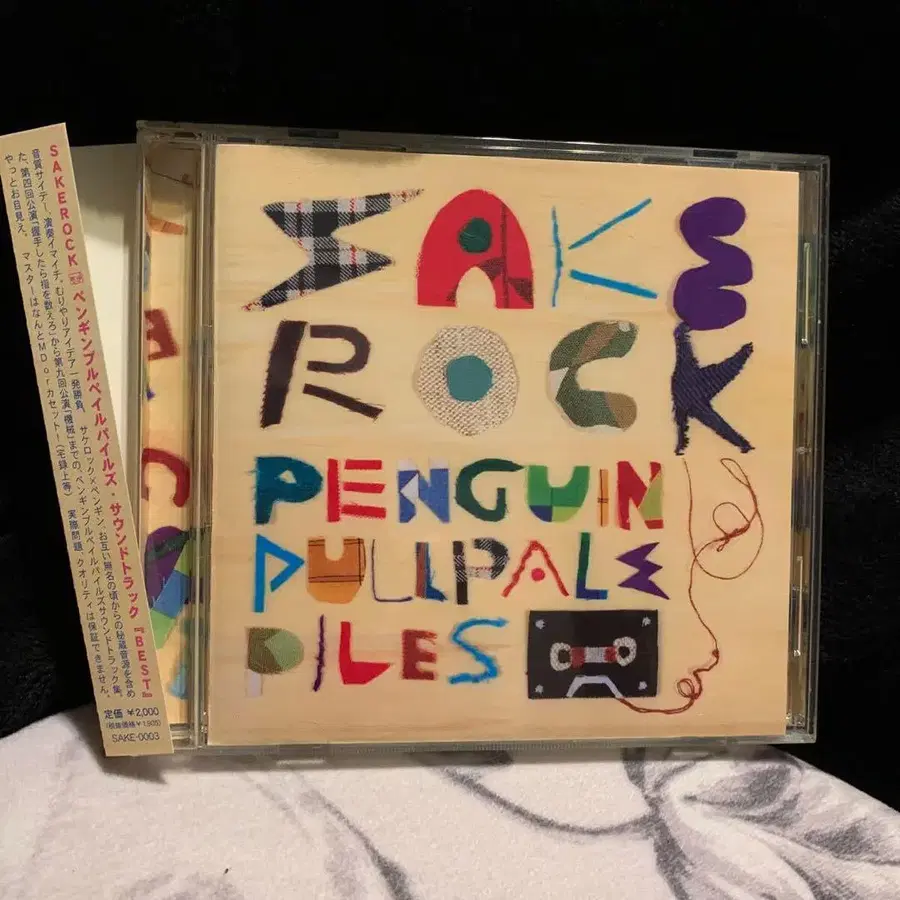 SAKEROCK ペンギンプルペイルパイルズ・サウンドトラック『BEST』
音質サイテー、演奏イマイチ。むりやりアイデア一発勝負。 サケロック×ペンギン、お互い無名の頃からの秘蔵音源を含め
た、第四回公演「握手したら指を数えろ」から第九回公演「機械」までの、ペンギンプルペイルパイルズサウンドトラック集、
やっとお目見え。 マスターはなんとMDorカセット!(宅録上等) 実際問題、クオリティは保証できません。
定価 ¥2,000
(税抜価格¥1,905)
SAKE-0003
SAKE
ROCK
PENGUIN
PULLPALE
PILES